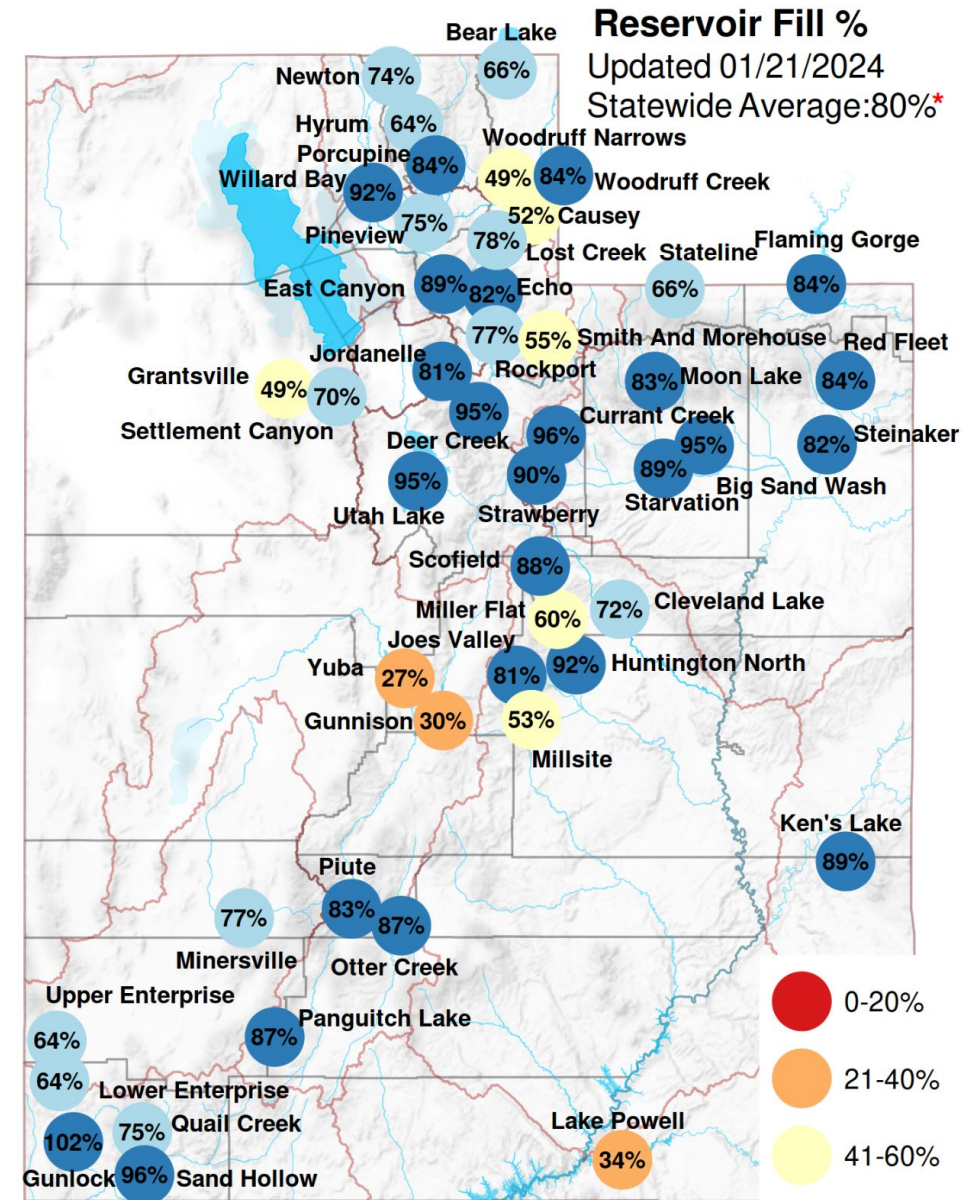 Reservoir Fill %
Updated 01/21/2024
Statewide Average:80%*
Bear Lake
66%
Newton 74%
Hyrum 64%
Woodruff Narrows
49%
Porcupine
84%
84% Woodruff Creek
Willard Bay 92%
52% Causey
Pineview 75%
78%
Lost Creek
Stateline
66%
Flaming Gorge
84%
East Canyon 89%
82% Echo
77%
Rockport
55% Smith And Morehouse
Red Fleet
84%
Jordanelle
81%
83% Moon Lake
Grantsville
49%
70%
Settlement Canyon
95%
Deer Creek
Currant Creek
96%
95%
Big Sand Wash
82% Steinaker
89%
Starvation
95%
Utah Lake
90%
Strawberry
Scofield 88%
Miller Flat 60%
72% Cleveland Lake
Joes Valley
81%
92% Huntington North
Yuba 27%
Gunnison 30%
53%
Millsite
Ken's Lake
89%
Piute
83%
87%
Otter Creek
77%
Minersville
Upper Enterprise
64%
87% Panguitch Lake
64%
Lower Enterprise
75% Quail Creek
102%
Gunlock
96% Sand Hollow
Lake Powell
34%
0-20%
21-40%
41-60%